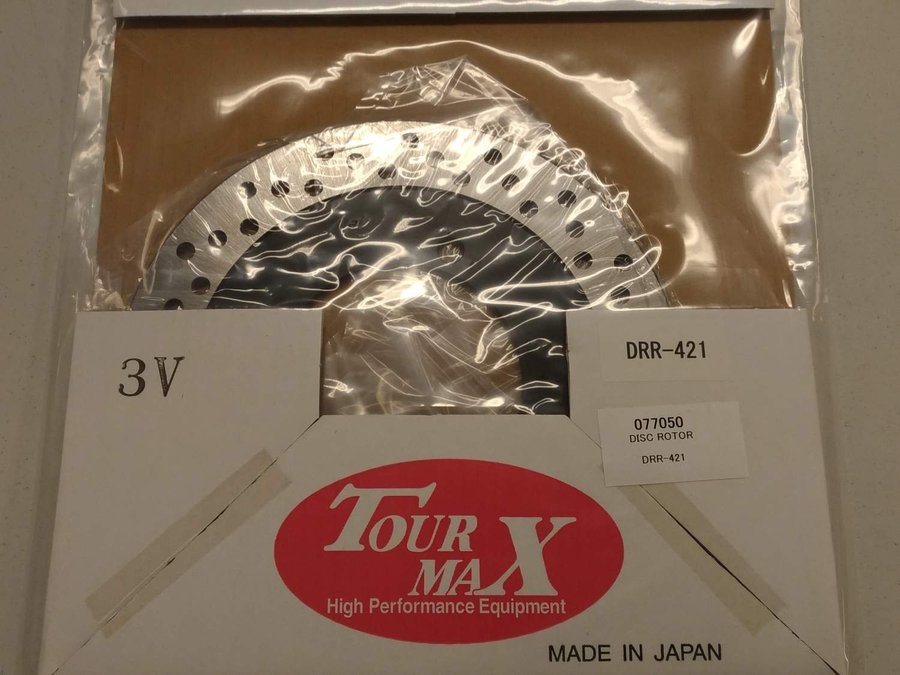 3V
DRR-421
077050
DISC ROTOR
DRR-421
TOUR
MAX
High Performance Equipment
MADE IN JAPAN